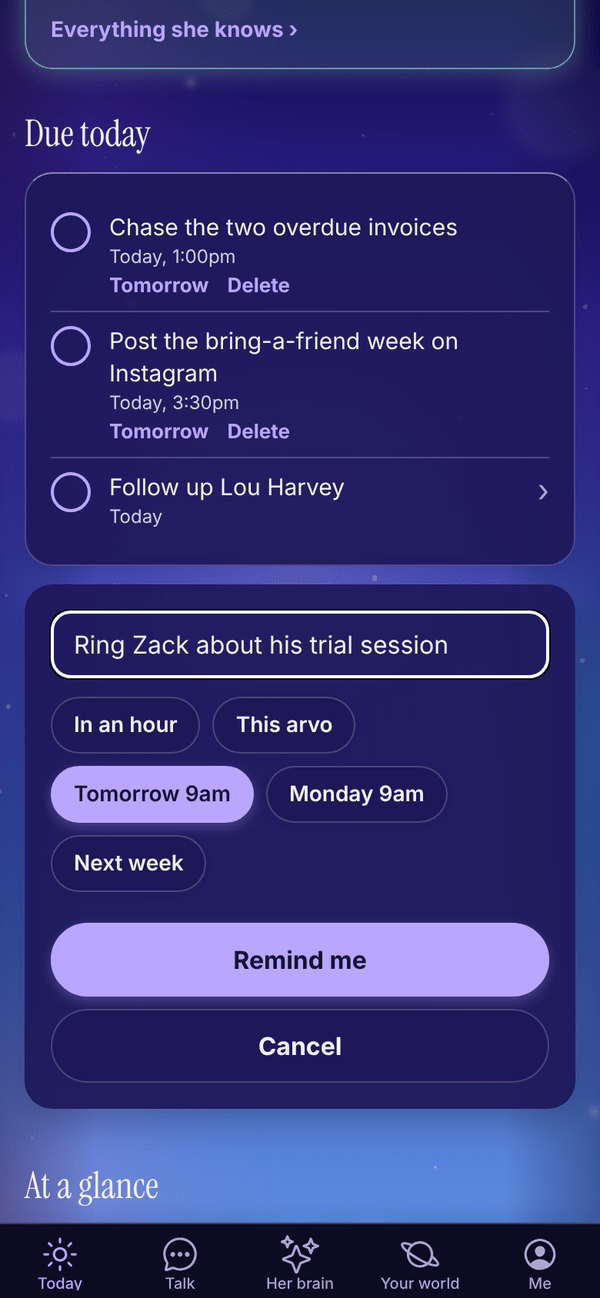 Everything she knows ›
Due today
Chase the two overdue invoices
Today, 1:00pm
Tomorrow Delete
Post the bring-a-friend week on
Instagram
Today, 3:30pm
Tomorrow Delete
Follow up Lou Harvey
Today
Ring Zack about his trial session
In an hour This arvo
Tomorrow 9am Monday 9am
Next week
Remind me
Cancel
At a glance
Today Talk Her brain Your world Me